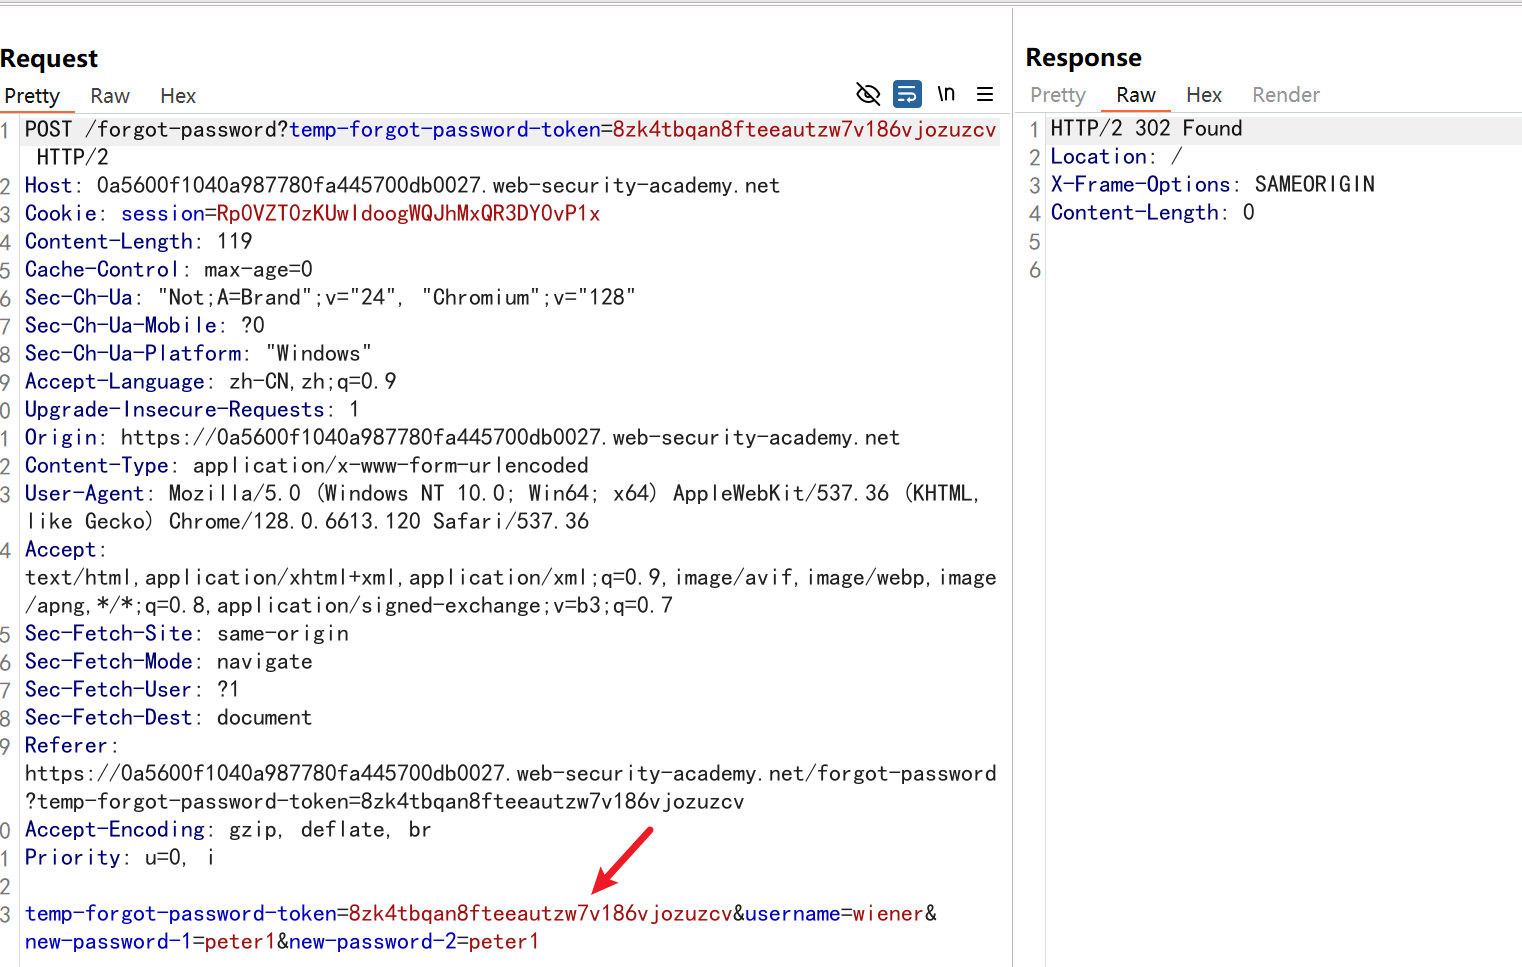 Request
Pretty Raw Hex \n
1 POST /forgot-password?temp-forgot-password-token=8zk4tbqan8fteeautzw7v186vjozuzcv
HTTP/2
2 Host: 0a5600f1040a987780fa445700db0027.web-security-academy.net
3 Cookie: session=Rp0VZT0zKUwIdoogWQJhMxQR3DY0vP1x
4 Content-Length: 119
5 Cache-Control: max-age=0
6 Sec-Ch-Ua: "Not;A=Brand";v="24", "Chromium";v="128"
7 Sec-Ch-Ua-Mobile: ?0
8 Sec-Ch-Ua-Platform: "Windows"
9 Accept-Language: zh-CN,zh;q=0.9
0 Upgrade-Insecure-Requests: 1
1 Origin: https://0a5600f1040a987780fa445700db0027.web-security-academy.net
2 Content-Type: application/x-www-form-urlencoded
3 User-Agent: Mozilla/5.0 (Windows NT 10.0; Win64; x64) AppleWebKit/537.36 (KHTML,
like Gecko) Chrome/128.0.6613.120 Safari/537.36
4 Accept:
text/html,application/xhtml+xml,application/xml;q=0.9,image/avif,image/webp,image
/apng,*/*;q=0.8,application/signed-exchange;v=b3;q=0.7
5 Sec-Fetch-Site: same-origin
6 Sec-Fetch-Mode: navigate
7 Sec-Fetch-User: ?1
8 Sec-Fetch-Dest: document
9 Referer:
https://0a5600f1040a987780fa445700db0027.web-security-academy.net/forgot-password
?temp-forgot-password-token=8zk4tbqan8fteeautzw7v186vjozuzcv
0 Accept-Encoding: gzip, deflate, br
1 Priority: u=0, i
2
3 temp-forgot-password-token=8zk4tbqan8fteeautzw7v186vjozuzcv&username=wiener&
new-password-1=peter1&new-password-2=peter1
Response
Pretty Raw Hex Render
1 HTTP/2 302 Found
2 Location: /
3 X-Frame-Options: SAMEORIGIN
4 Content-Length: 0
5
6